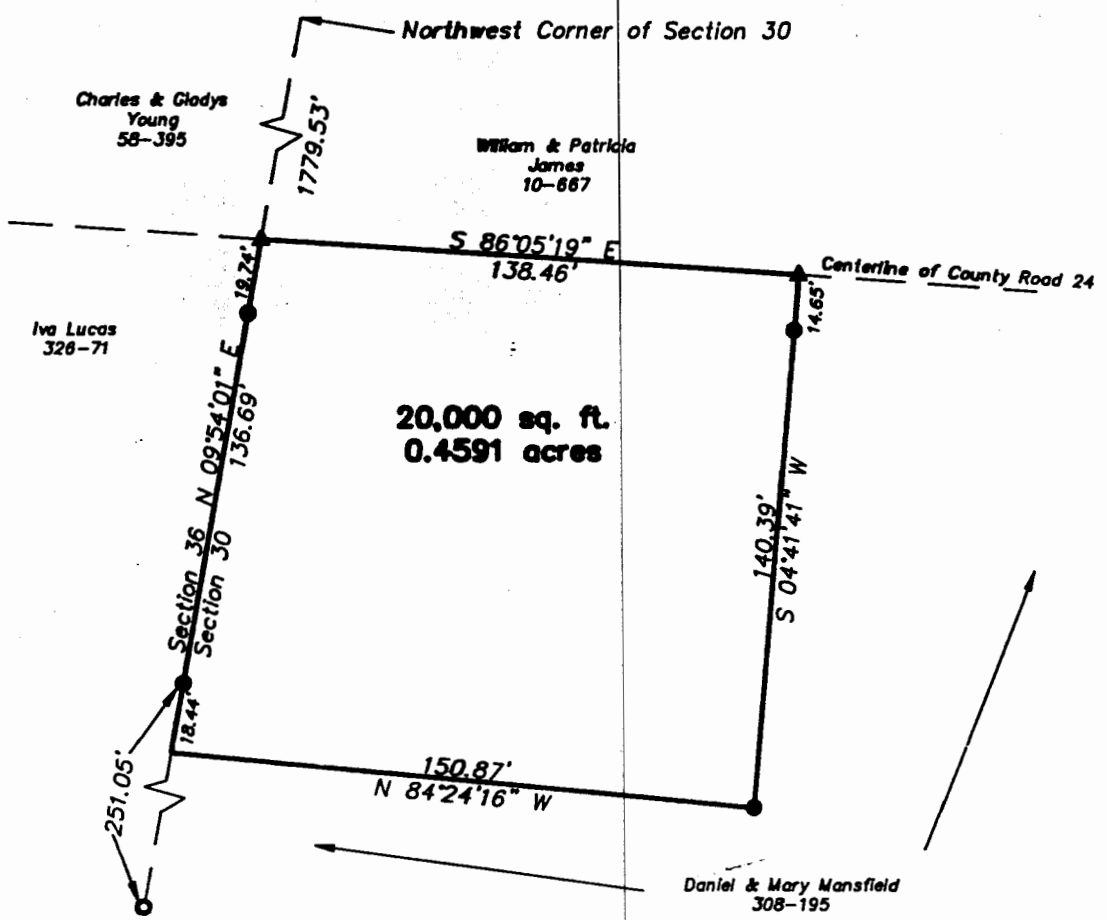 Northwest Corner of Section 30
Charles & Gladys
Young
58-395
1779.53'
William & Patricia
James
10-667
S 86°05'19" E
138.46'
Centerline of County Road 24
19.74'
14.65'
Iva Lucas
326-71
N 09°54'01" E
136.69'
20,000 sq. ft.
0.4591 acres
140.39'
S 04°41'41" W
Section 36
Section 30
18.44'
251.05'
150.87'
N 84°24'16" W
Daniel & Mary Mansfield
308-195